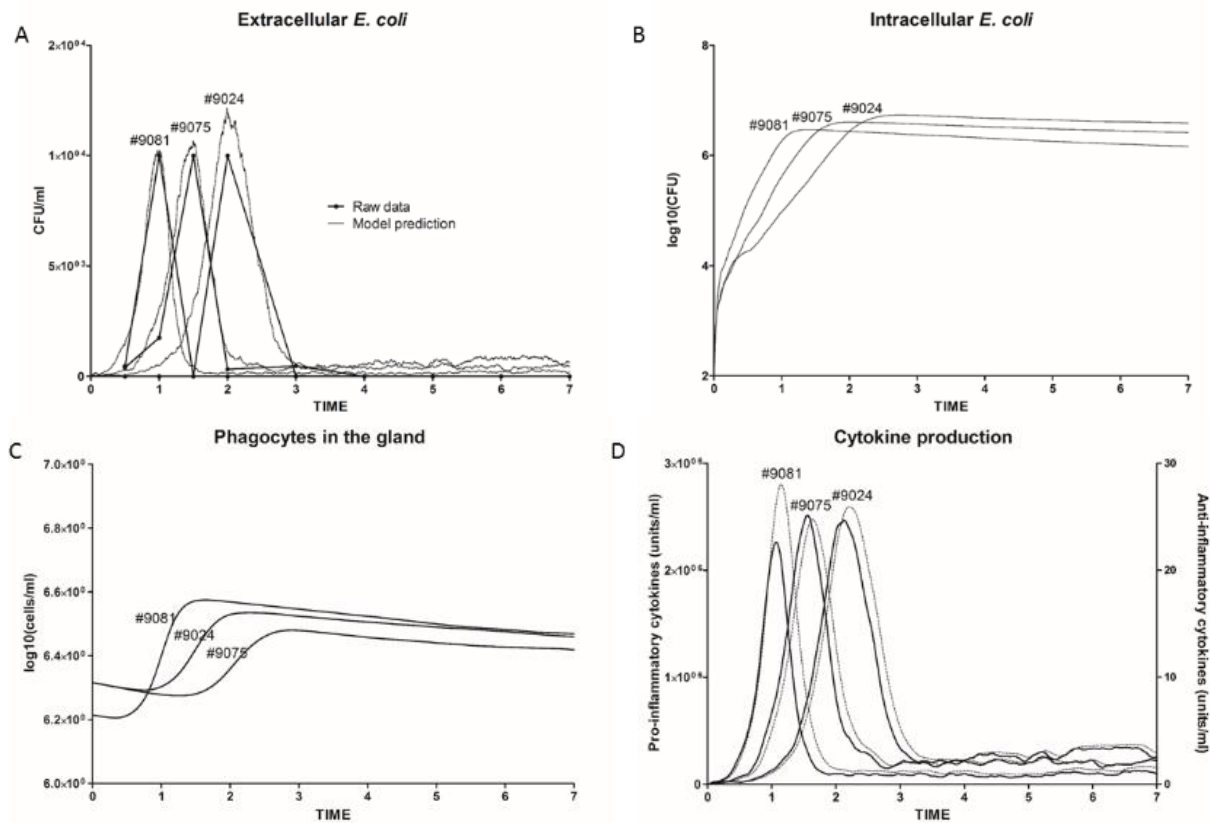 A
Extracellular E. coli
2×10⁰⁴
1×10⁰⁴
5×10⁰³
0
CFU/ml
#9081
#9075
#9024
Raw data
Model prediction
0 1 2 3 4 5 6 7
TIME
B
Intracellular E. coli
8
6
4
2
log10(CFU)
#9081
#9075
#9024
0 1 2 3 4 5 6 7
TIME
C
Phagocytes in the gland
7.0×10⁰
6.8×10⁰
6.6×10⁰
6.4×10⁰
6.2×10⁰
6.0×10⁰
log10(cells/ml)
#9081
#9024
#9075
0 1 2 3 4 5 6 7
TIME
D
Cytokine production
3×10⁰⁶
2×10⁰⁶
1×10⁰⁶
0
Pro-inflammatory cytokines (units/ml)
#9081
#9075
#9024
30
20
10
0
Anti-inflammatory cytokines (units/ml)
0 1 2 3 4 5 6 7
TIME